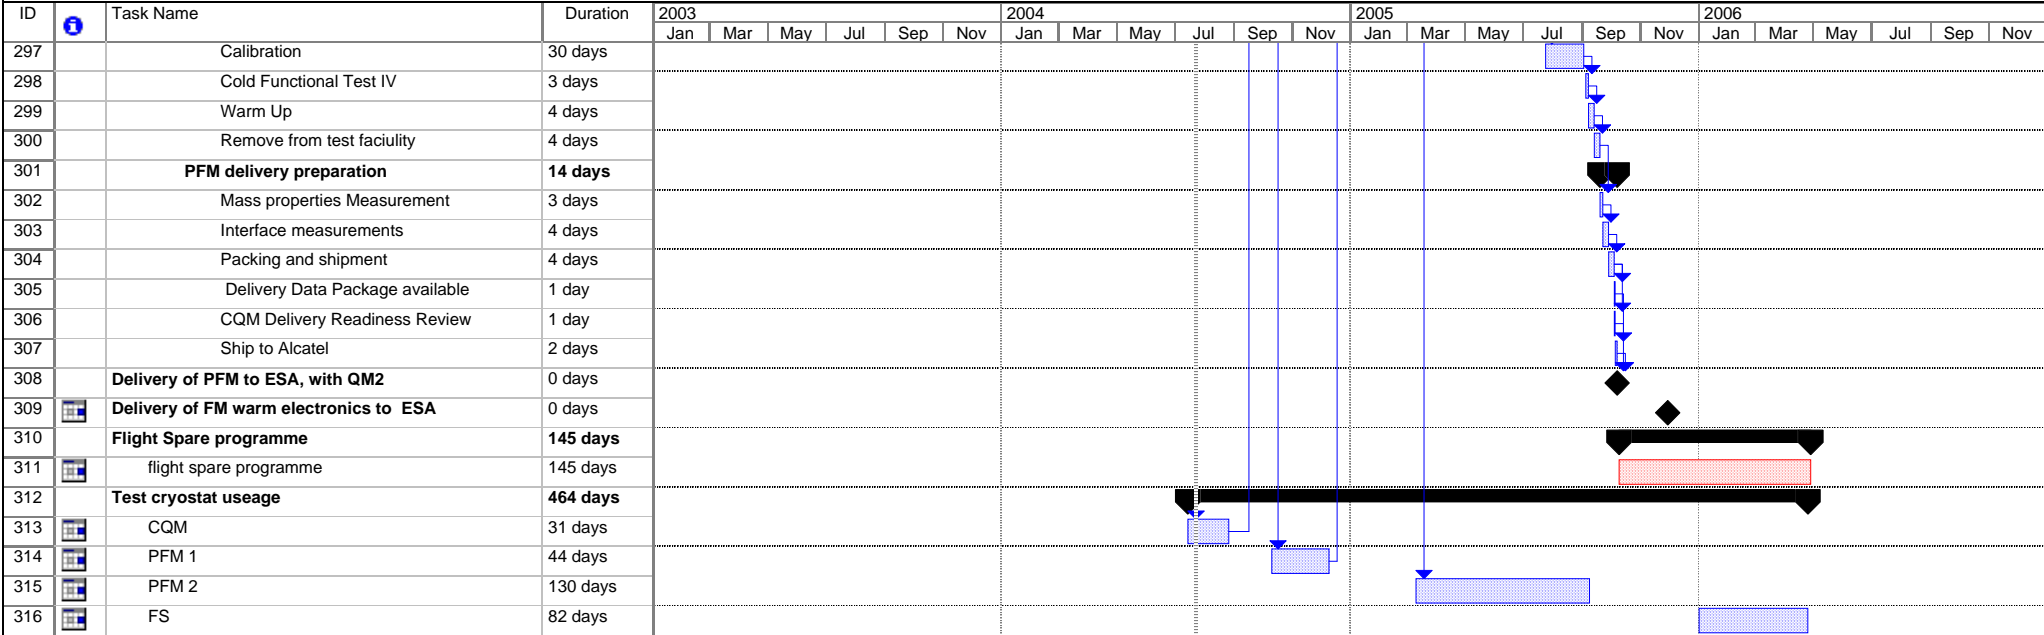 ID Task Name Duration 2003 2004 2005 2006
Jan Mar May Jul Sep Nov Jan Mar May Jul Sep Nov Jan Mar May Jul Sep Nov Jan Mar May Jul Sep Nov
297 Calibration 30 days
298 Cold Functional Test IV 3 days
299 Warm Up 4 days
300 Remove from test faciulity 4 days
301 PFM delivery preparation 14 days
302 Mass properties Measurement 3 days
303 Interface measurements 4 days
304 Packing and shipment 4 days
305 Delivery Data Package available 1 day
306 CQM Delivery Readiness Review 1 day
307 Ship to Alcatel 2 days
308 Delivery of PFM to ESA, with QM2 0 days
309 Delivery of FM warm electronics to ESA 0 days
310 Flight Spare programme 145 days
311 flight spare programme 145 days
312 Test cryostat useage 464 days
313 CQM 31 days
314 PFM 1 44 days
315 PFM 2 130 days
316 FS 82 days